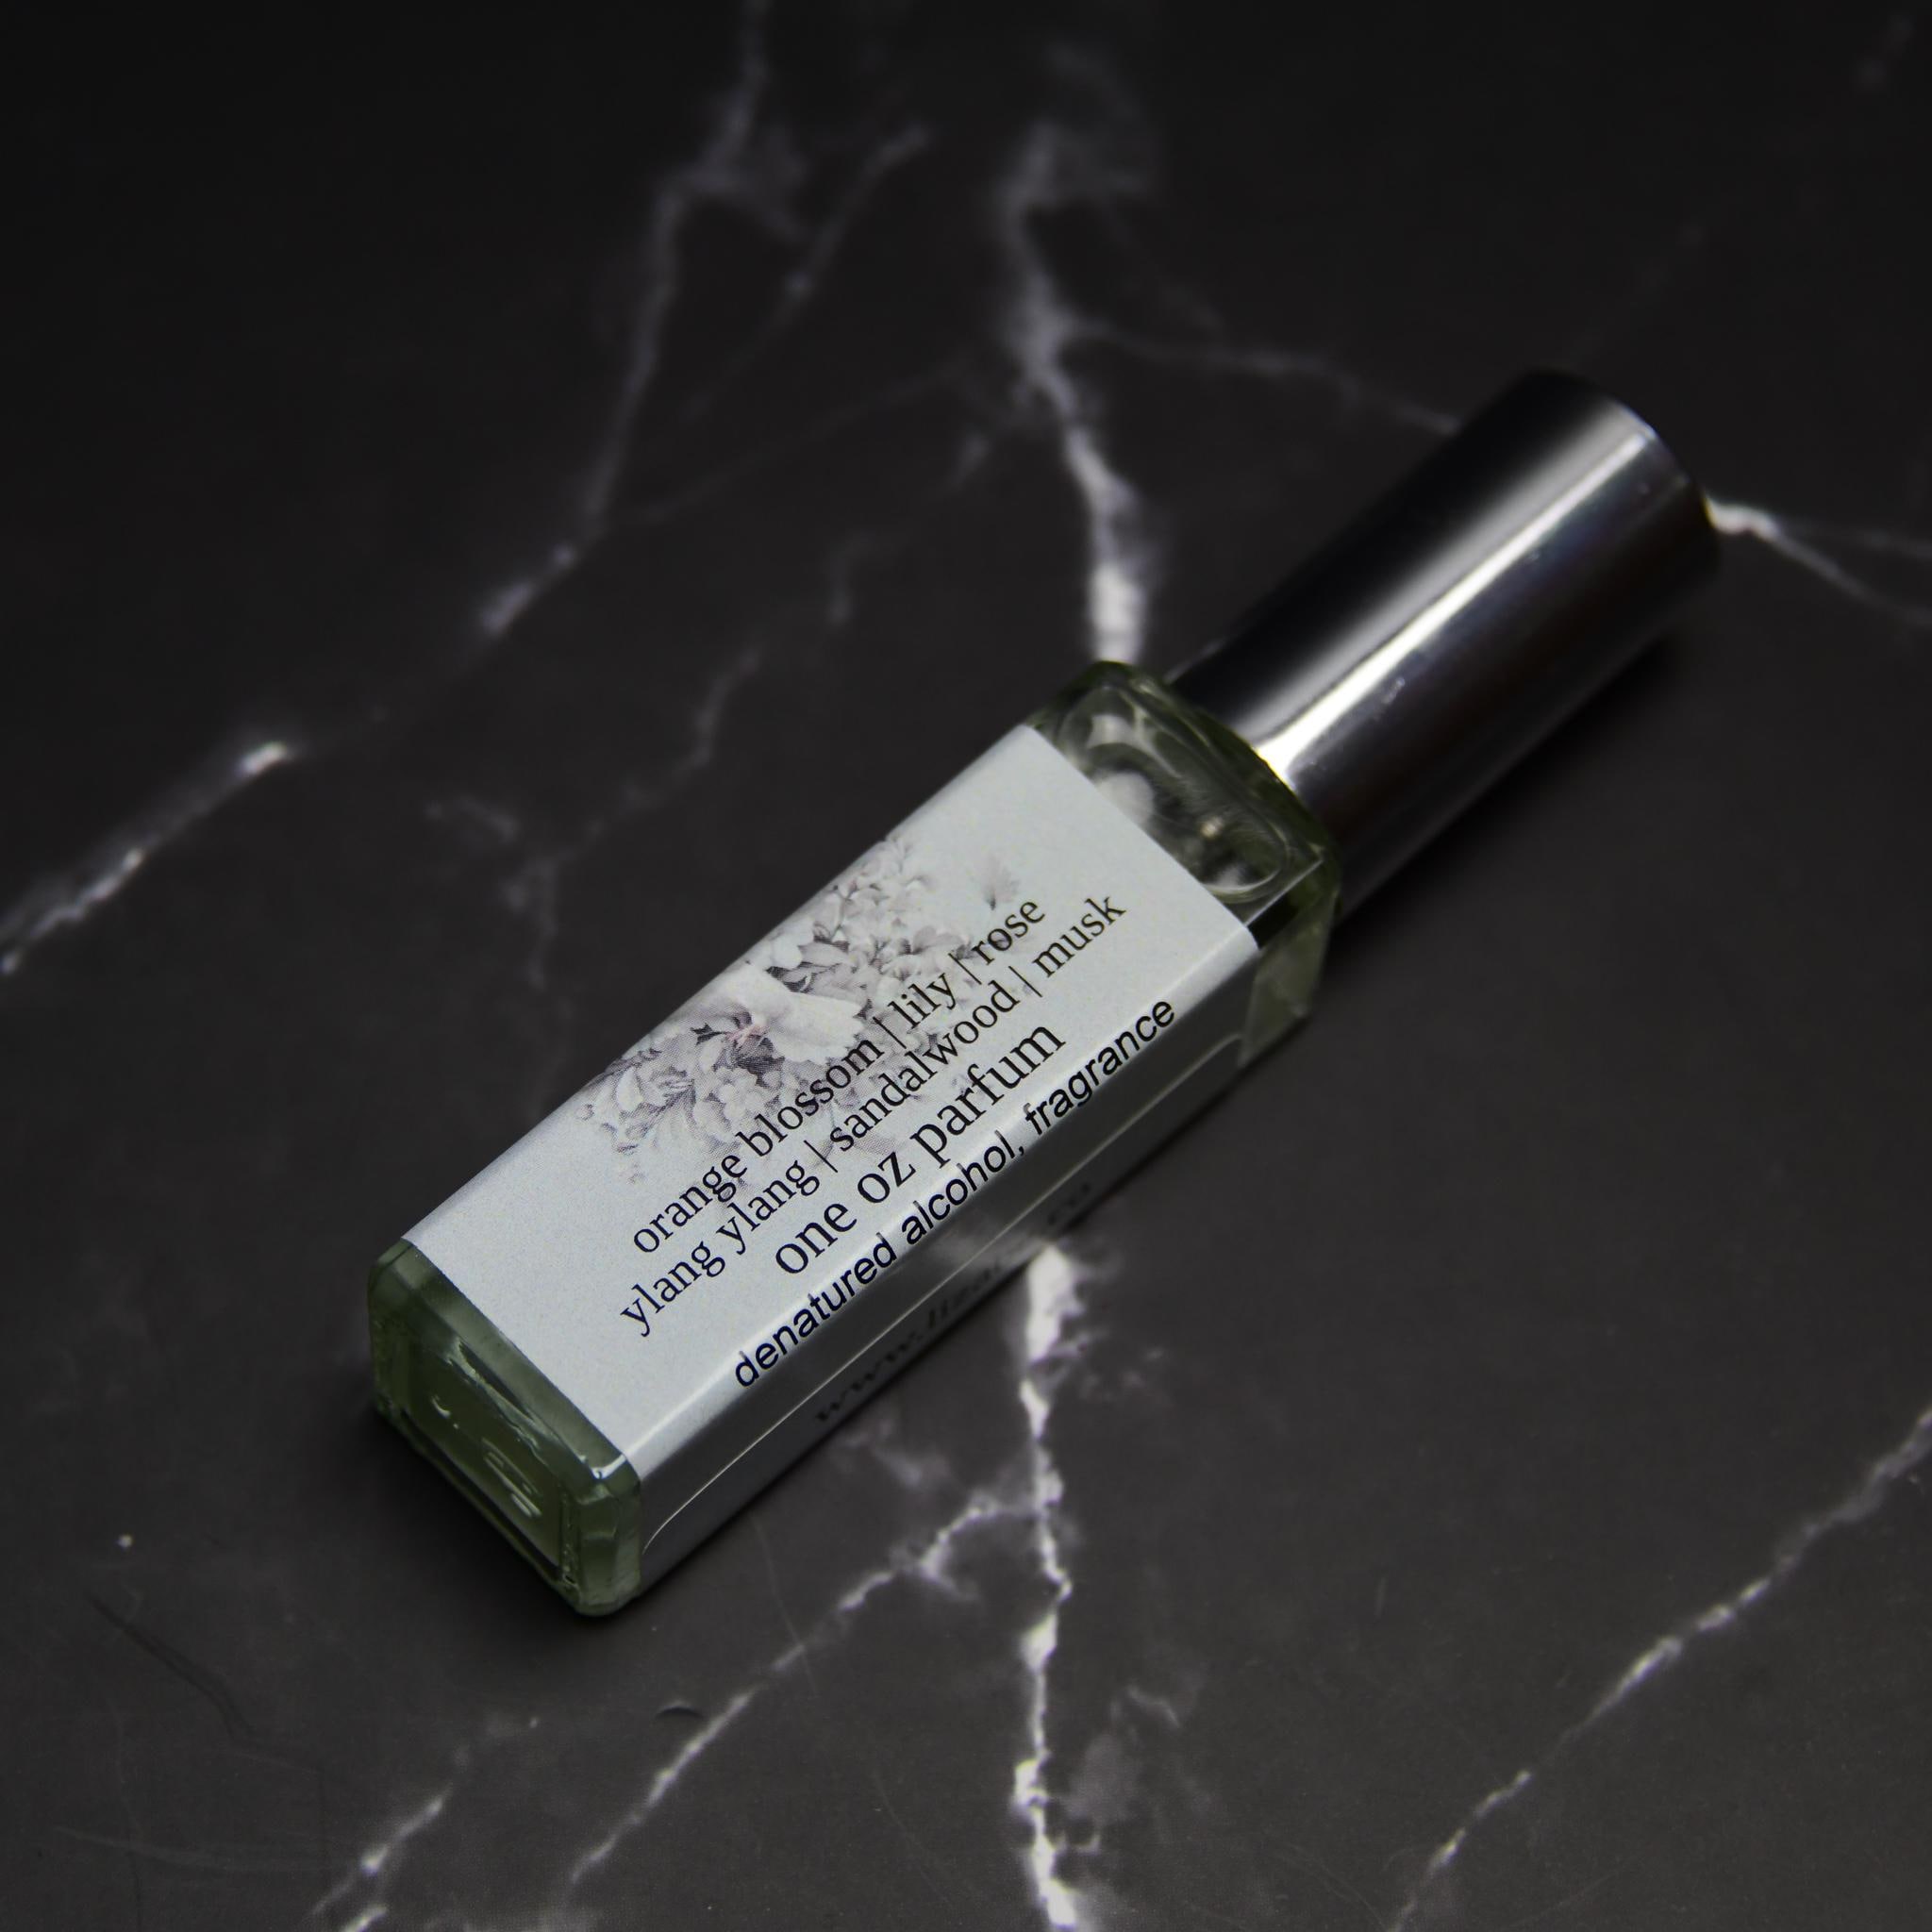 orange blossom | lily | rose
ylang ylang | sandalwood | musk
one oz parfum
denatured alcohol, fragrance